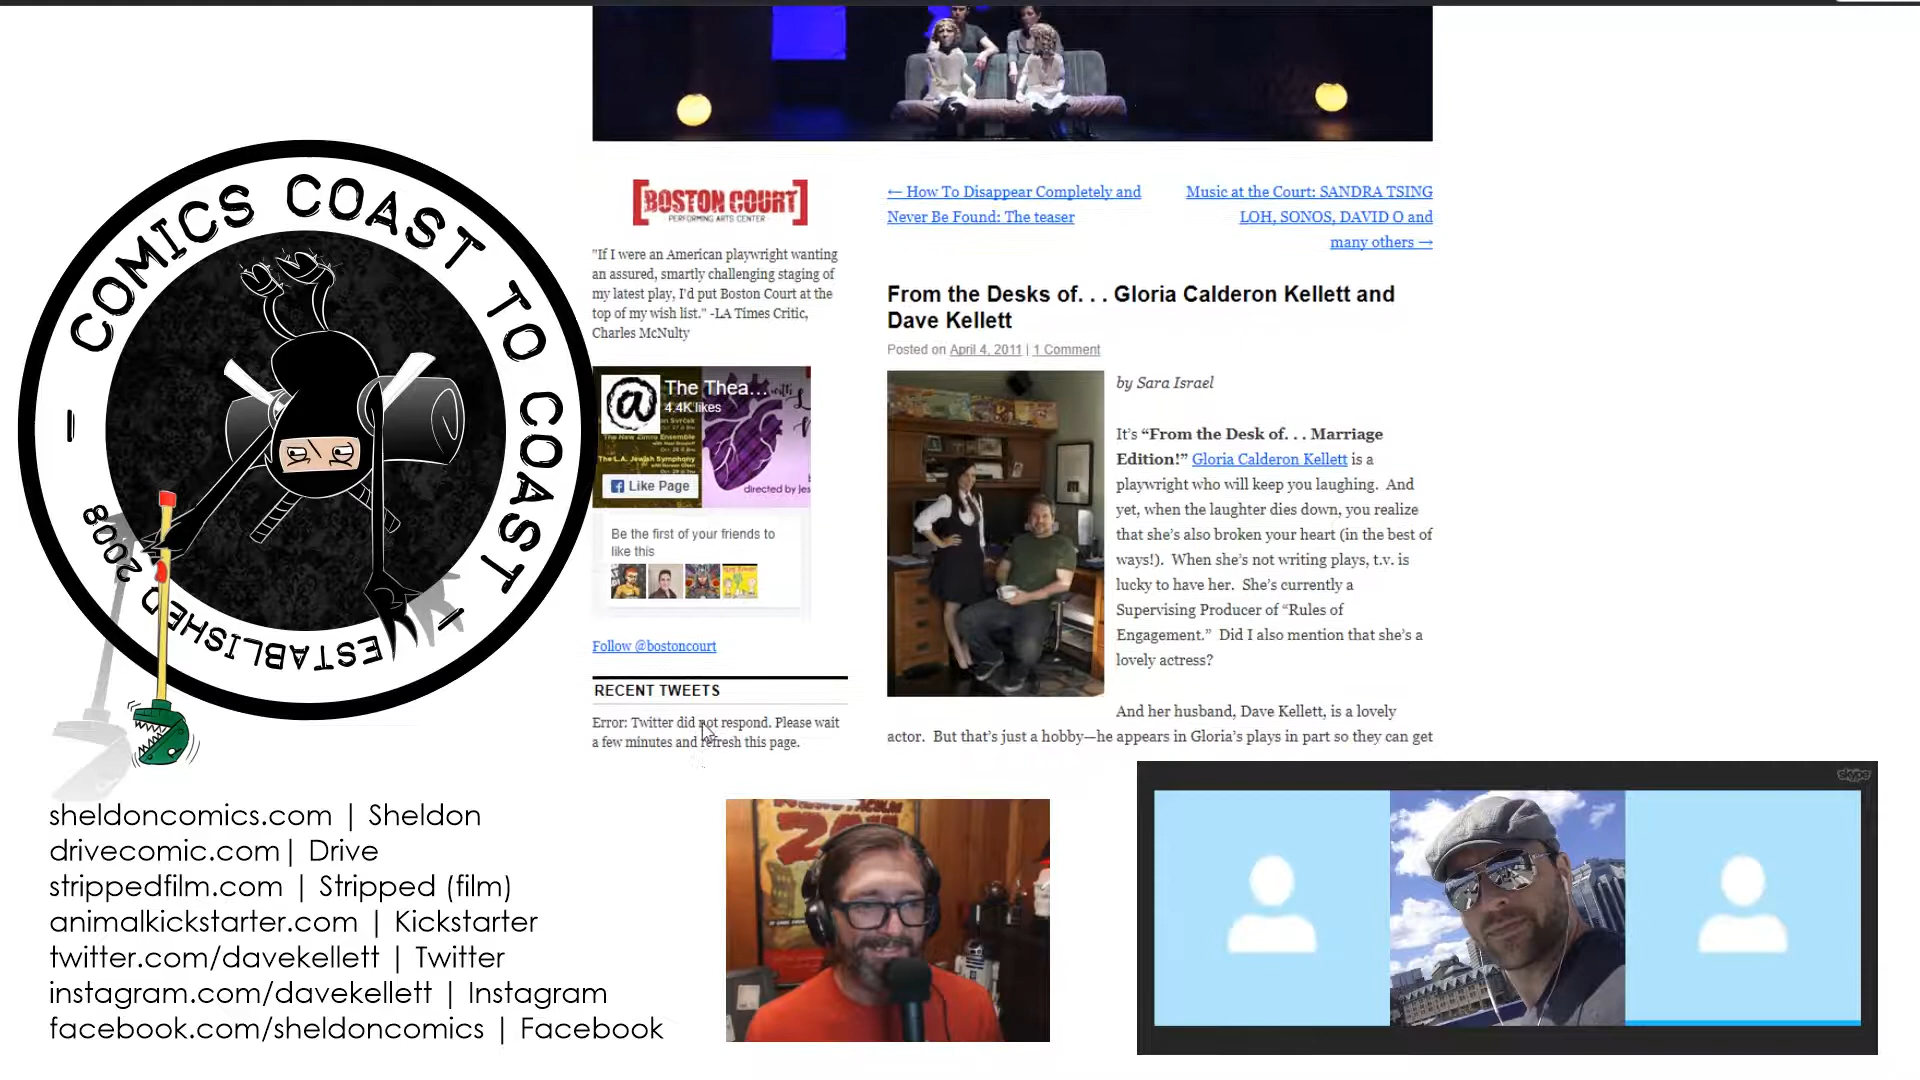 COMICS COAST TO COAST
ESTABLISHED 2008
sheldoncomics.com | Sheldon
drivecomic.com| Drive
strippedfilm.com | Stripped (film)
animalkickstarter.com | Kickstarter
twitter.com/davekellett | Twitter
instagram.com/davekellett | Instagram
facebook.com/sheldoncomics | Facebook
[BOSTON COURT]
PERFORMING ARTS CENTER
"If I were an American playwright wanting
an assured, smartly challenging staging of
my latest play, I'd put Boston Court at the
top of my wish list." -LA Times Critic,
Charles McNulty
The Thea...
4.4K likes
The L.A. Jewish Symphony
Like Page
directed by Jes
Be the first of your friends to
like this
Follow @bostoncourt
RECENT TWEETS
Error: Twitter did not respond. Please wait
a few minutes and refresh this page.
← How To Disappear Completely and
Never Be Found: The teaser
Music at the Court: SANDRA TSING
LOH, SONOS, DAVID O and
many others →
From the Desks of. . . Gloria Calderon Kellett and
Dave Kellett
Posted on April 4, 2011 | 1 Comment
by Sara Israel
It's “From the Desk of. . . Marriage
Edition!” Gloria Calderon Kellett is a
playwright who will keep you laughing. And
yet, when the laughter dies down, you realize
that she's also broken your heart (in the best of
ways!). When she's not writing plays, t.v. is
lucky to have her. She's currently a
Supervising Producer of “Rules of
Engagement.” Did I also mention that she's a
lovely actress?
And her husband, Dave Kellett, is a lovely
actor. But that's just a hobby—he appears in Gloria's plays in part so they can get
skype